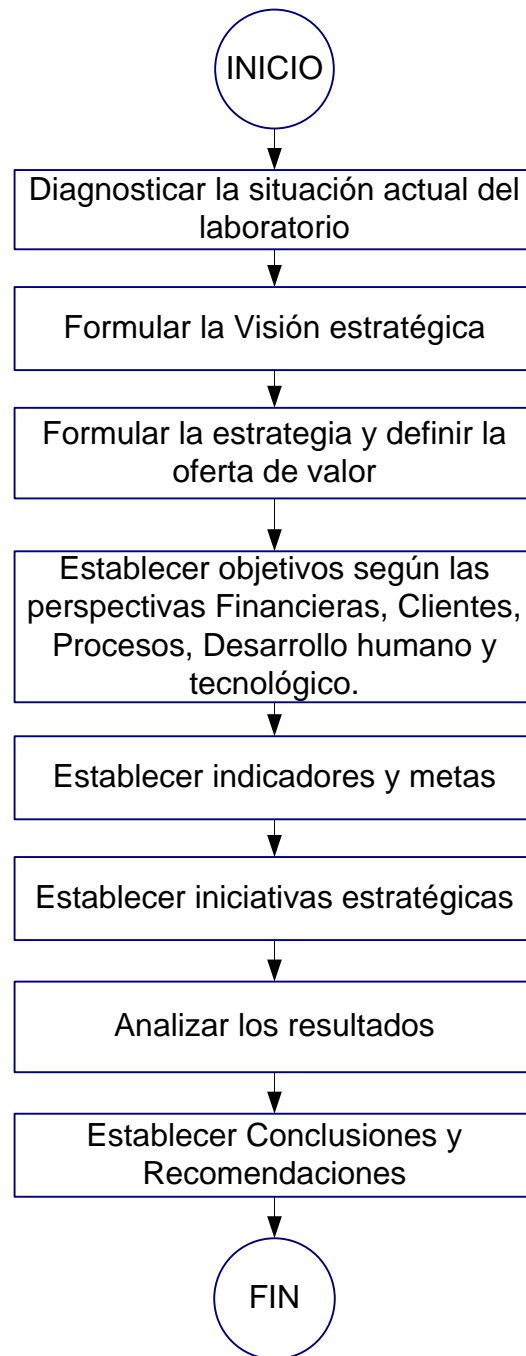 INICIO
Diagnosticar la situación actual del
laboratorio
Formular la Visión estratégica
Formular la estrategia y definir la
oferta de valor
Establecer objetivos según las
perspectivas Financieras, Clientes,
Procesos, Desarrollo humano y
tecnológico.
Establecer indicadores y metas
Establecer iniciativas estratégicas
Analizar los resultados
Establecer Conclusiones y
Recomendaciones
FIN